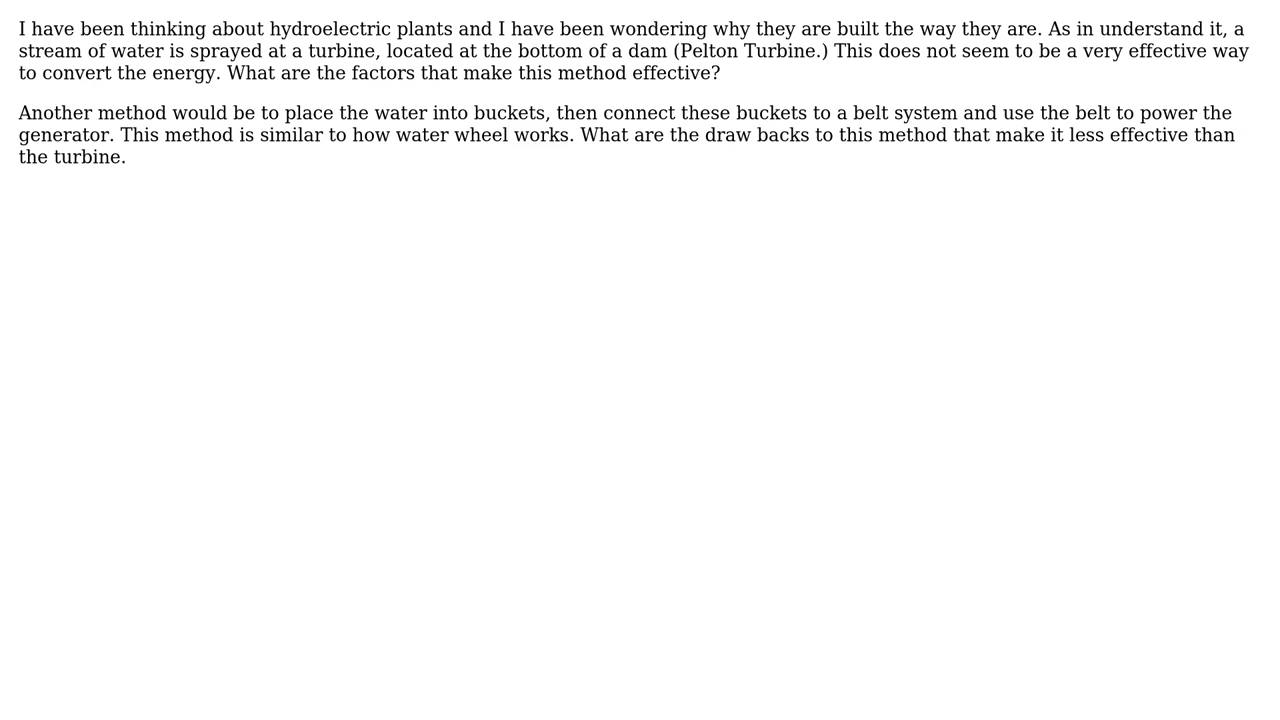 I have been thinking about hydroelectric plants and I have been wondering why they are built the way they are. As in understand it, a
stream of water is sprayed at a turbine, located at the bottom of a dam (Pelton Turbine.) This does not seem to be a very effective way
to convert the energy. What are the factors that make this method effective?
Another method would be to place the water into buckets, then connect these buckets to a belt system and use the belt to power the
generator. This method is similar to how water wheel works. What are the draw backs to this method that make it less effective than
the turbine.